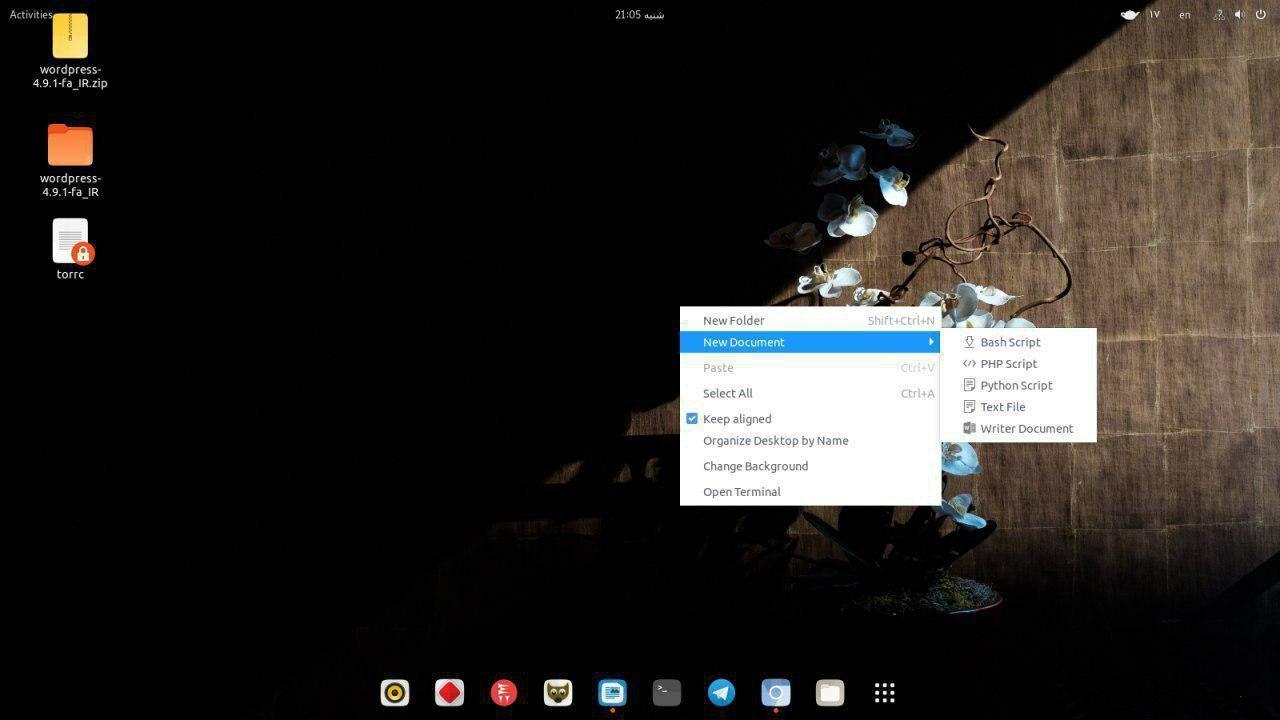 Activities
شنبه 21:05
۱۷
en
wordpress-
4.9.1-fa_IR.zip
wordpress-
4.9.1-fa_IR
torrc
New Folder Shift+Ctrl+N
New Document
Paste Ctrl+V
Select All Ctrl+A
Keep aligned
Organize Desktop by Name
Change Background
Open Terminal
Bash Script
PHP Script
Python Script
Text File
Writer Document